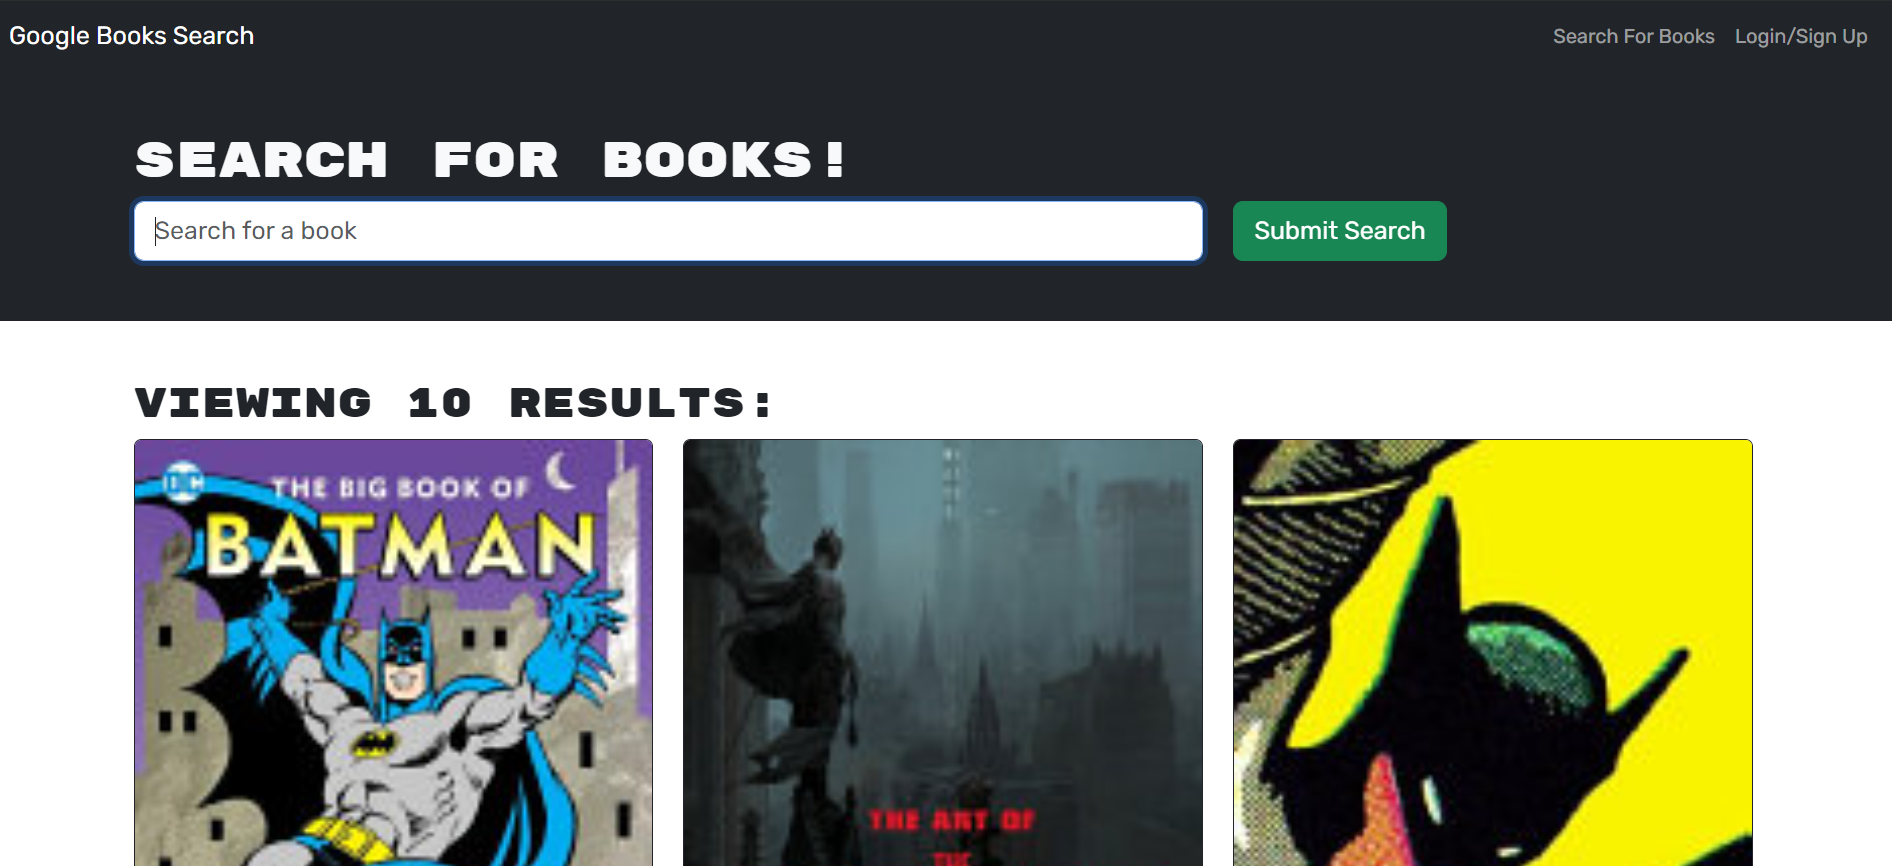 Google Books Search
Search For Books
Login/Sign Up
SEARCH FOR BOOKS!
Search for a book
Submit Search
VIEWING 10 RESULTS:
DC
THE BIG BOOK OF
BATMAN
THE ART OF
THE